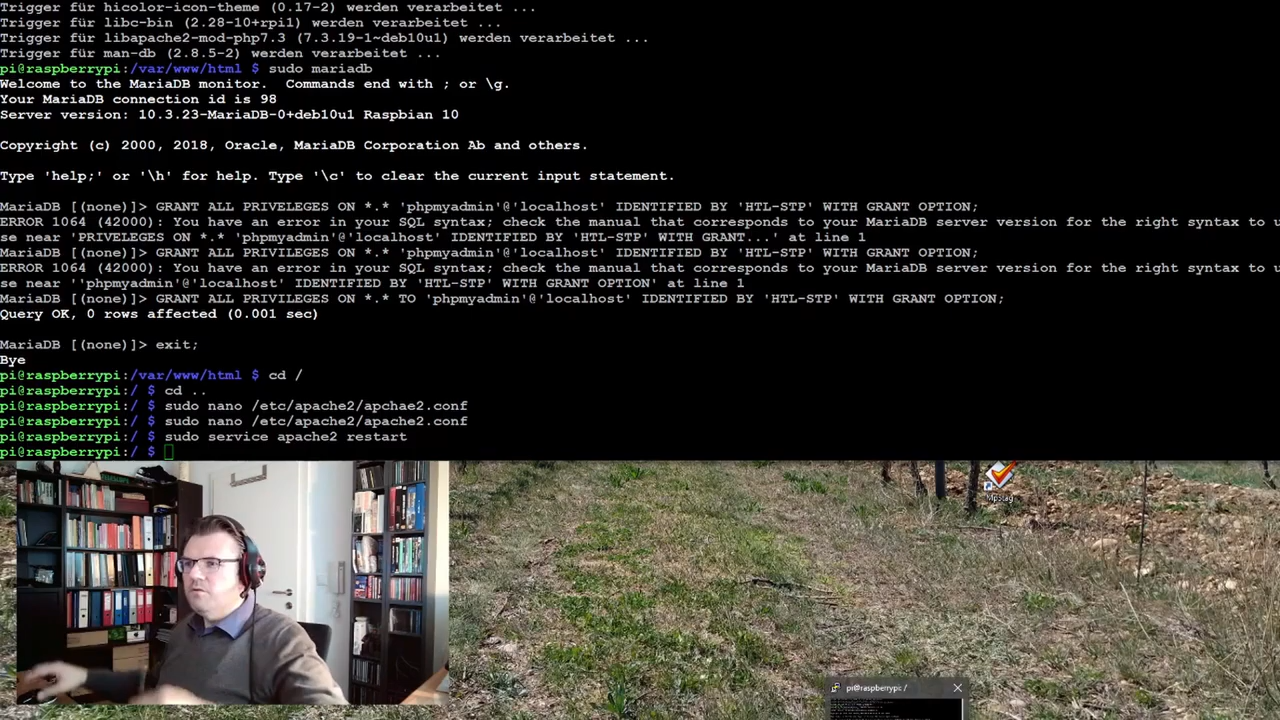 Trigger für hicolor-icon-theme (0.17-2) werden verarbeitet ...
Trigger für libc-bin (2.28-10+rpi1) werden verarbeitet ...
Trigger für libapache2-mod-php7.3 (7.3.19-1~deb10u1) werden verarbeitet ...
Trigger für man-db (2.8.5-2) werden verarbeitet ...
pi@raspberrypi:/var/www/html $ sudo mariadb
Welcome to the MariaDB monitor.  Commands end with ; or \g.
Your MariaDB connection id is 98
Server version: 10.3.23-MariaDB-0+deb10u1 Raspbian 10
Copyright (c) 2000, 2018, Oracle, MariaDB Corporation Ab and others.
Type 'help;' or '\h' for help. Type '\c' to clear the current input statement.
MariaDB [(none)]> GRANT ALL PRIVELEGES ON *.* 'phpmyadmin'@'localhost' IDENTIFIED BY 'HTL-STP' WITH GRANT OPTION;
ERROR 1064 (42000): You have an error in your SQL syntax; check the manual that corresponds to your MariaDB server version for the right syntax to u
se near 'PRIVELEGES ON *.* 'phpmyadmin'@'localhost' IDENTIFIED BY 'HTL-STP' WITH GRANT...' at line 1
MariaDB [(none)]> GRANT ALL PRIVILEGES ON *.* 'phpmyadmin'@'localhost' IDENTIFIED BY 'HTL-STP' WITH GRANT OPTION;
ERROR 1064 (42000): You have an error in your SQL syntax; check the manual that corresponds to your MariaDB server version for the right syntax to u
se near ''phpmyadmin'@'localhost' IDENTIFIED BY 'HTL-STP' WITH GRANT OPTION' at line 1
MariaDB [(none)]> GRANT ALL PRIVILEGES ON *.* TO 'phpmyadmin'@'localhost' IDENTIFIED BY 'HTL-STP' WITH GRANT OPTION;
Query OK, 0 rows affected (0.001 sec)
MariaDB [(none)]> exit;
Bye
pi@raspberrypi:/var/www/html $ cd /
pi@raspberrypi:/ $ cd ..
pi@raspberrypi:/ $ sudo nano /etc/apache2/apchae2.conf
pi@raspberrypi:/ $ sudo nano /etc/apache2/apache2.conf
pi@raspberrypi:/ $ sudo service apache2 restart
pi@raspberrypi:/ $
Mp3tag
pi@raspberrypi: /